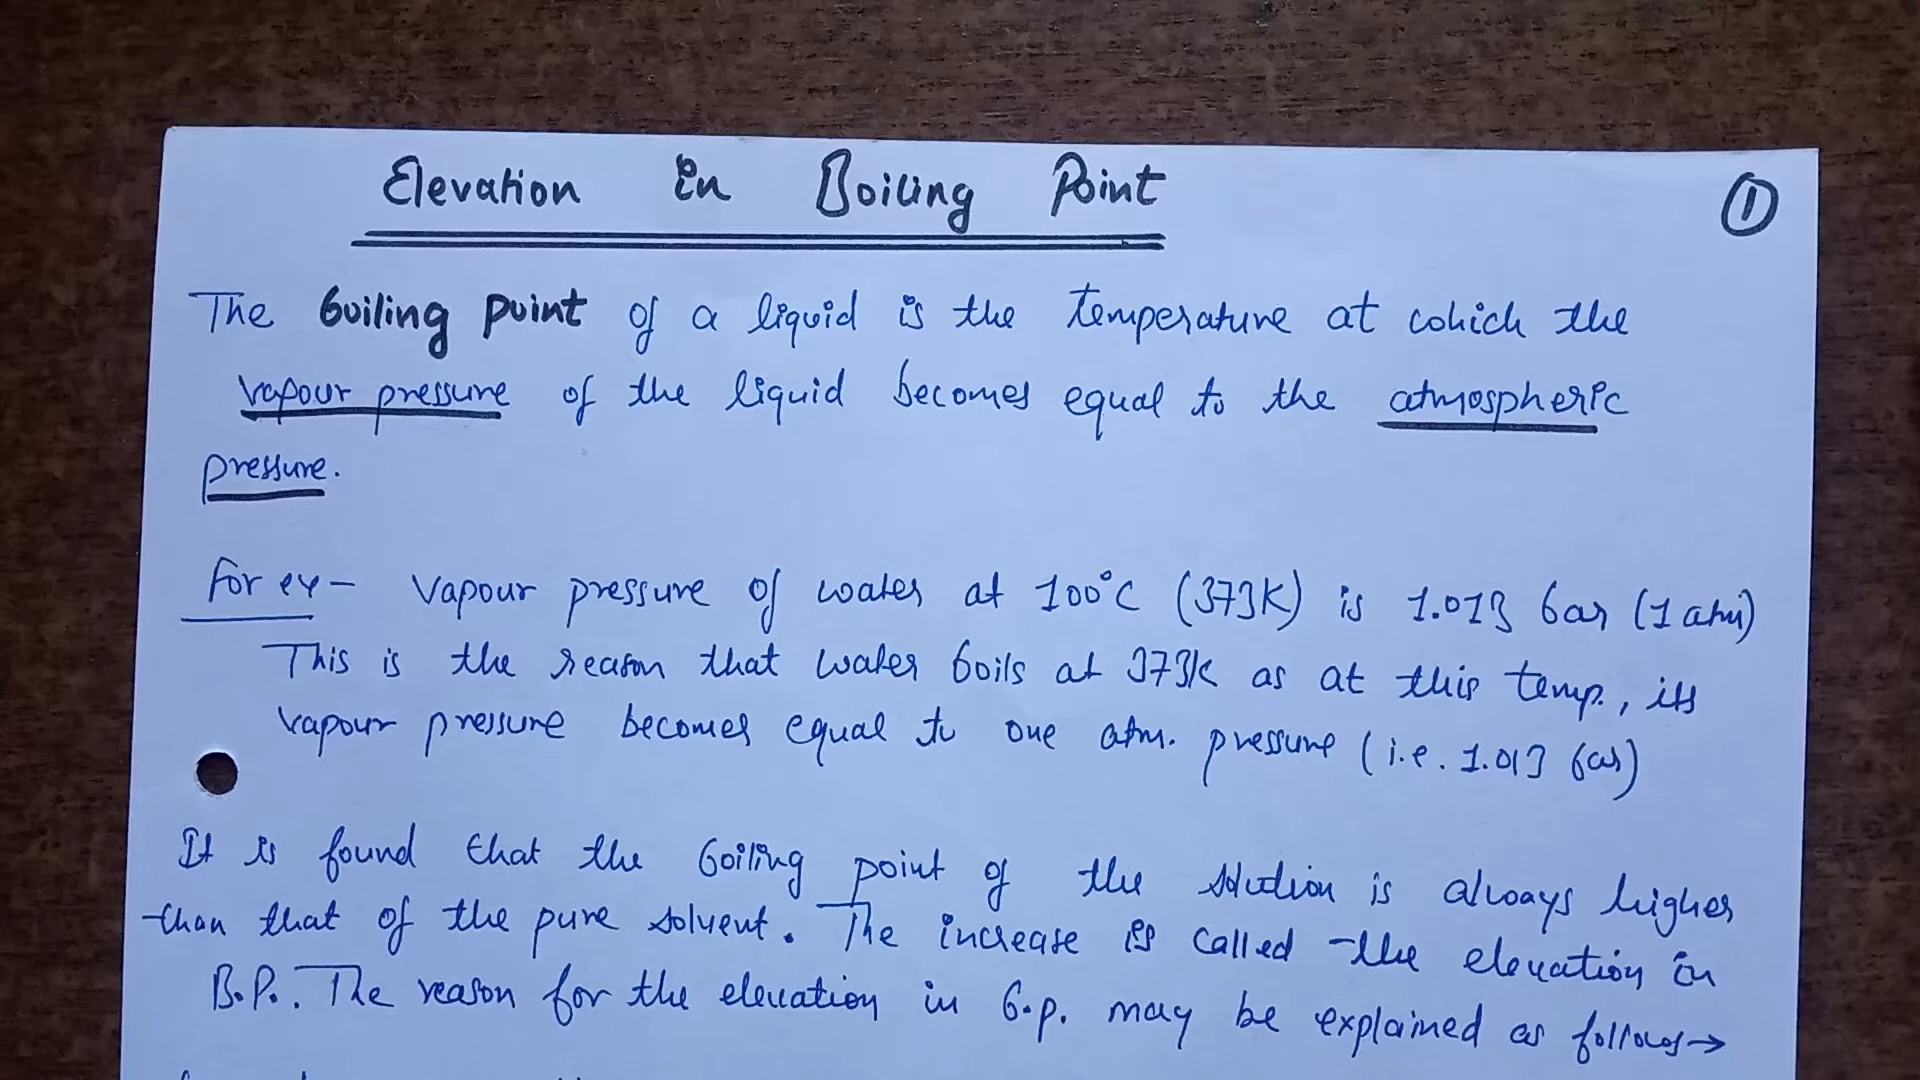 Elevation in Boiling Point
①
The boiling point of a liquid is the temperature at which the
vapour pressure of the liquid becomes equal to the atmospheric
pressure.
For ex- Vapour pressure of water at 100°C (373K) is 1.013 bar (1 atm)
This is the reason that water boils at 373K as at this temp., its
vapour pressure becomes equal to one atm. pressure (i.e. 1.013 bar)
It is found that the boiling point of the solution is always higher
than that of the pure solvent. The increase is called the elevation in
B.P.. The reason for the elevation in b.p. may be explained as follows→